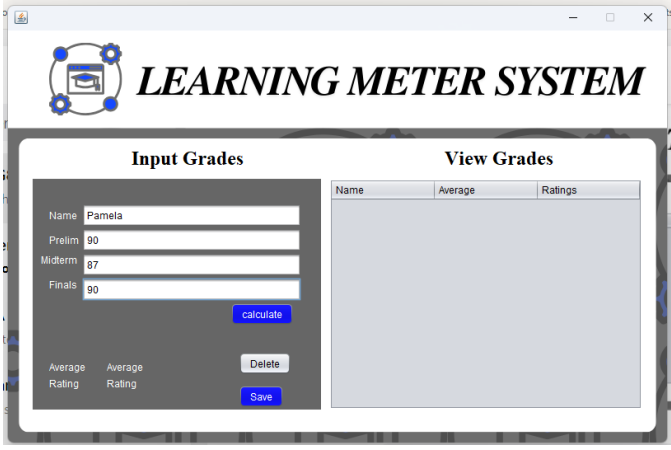 LEARNING METER SYSTEM
Input Grades
Name Pamela
Prelim 90
Midterm 87
Finals 90
calculate
Average Average
Rating Rating
Delete
Save
View Grades
Name Average Ratings